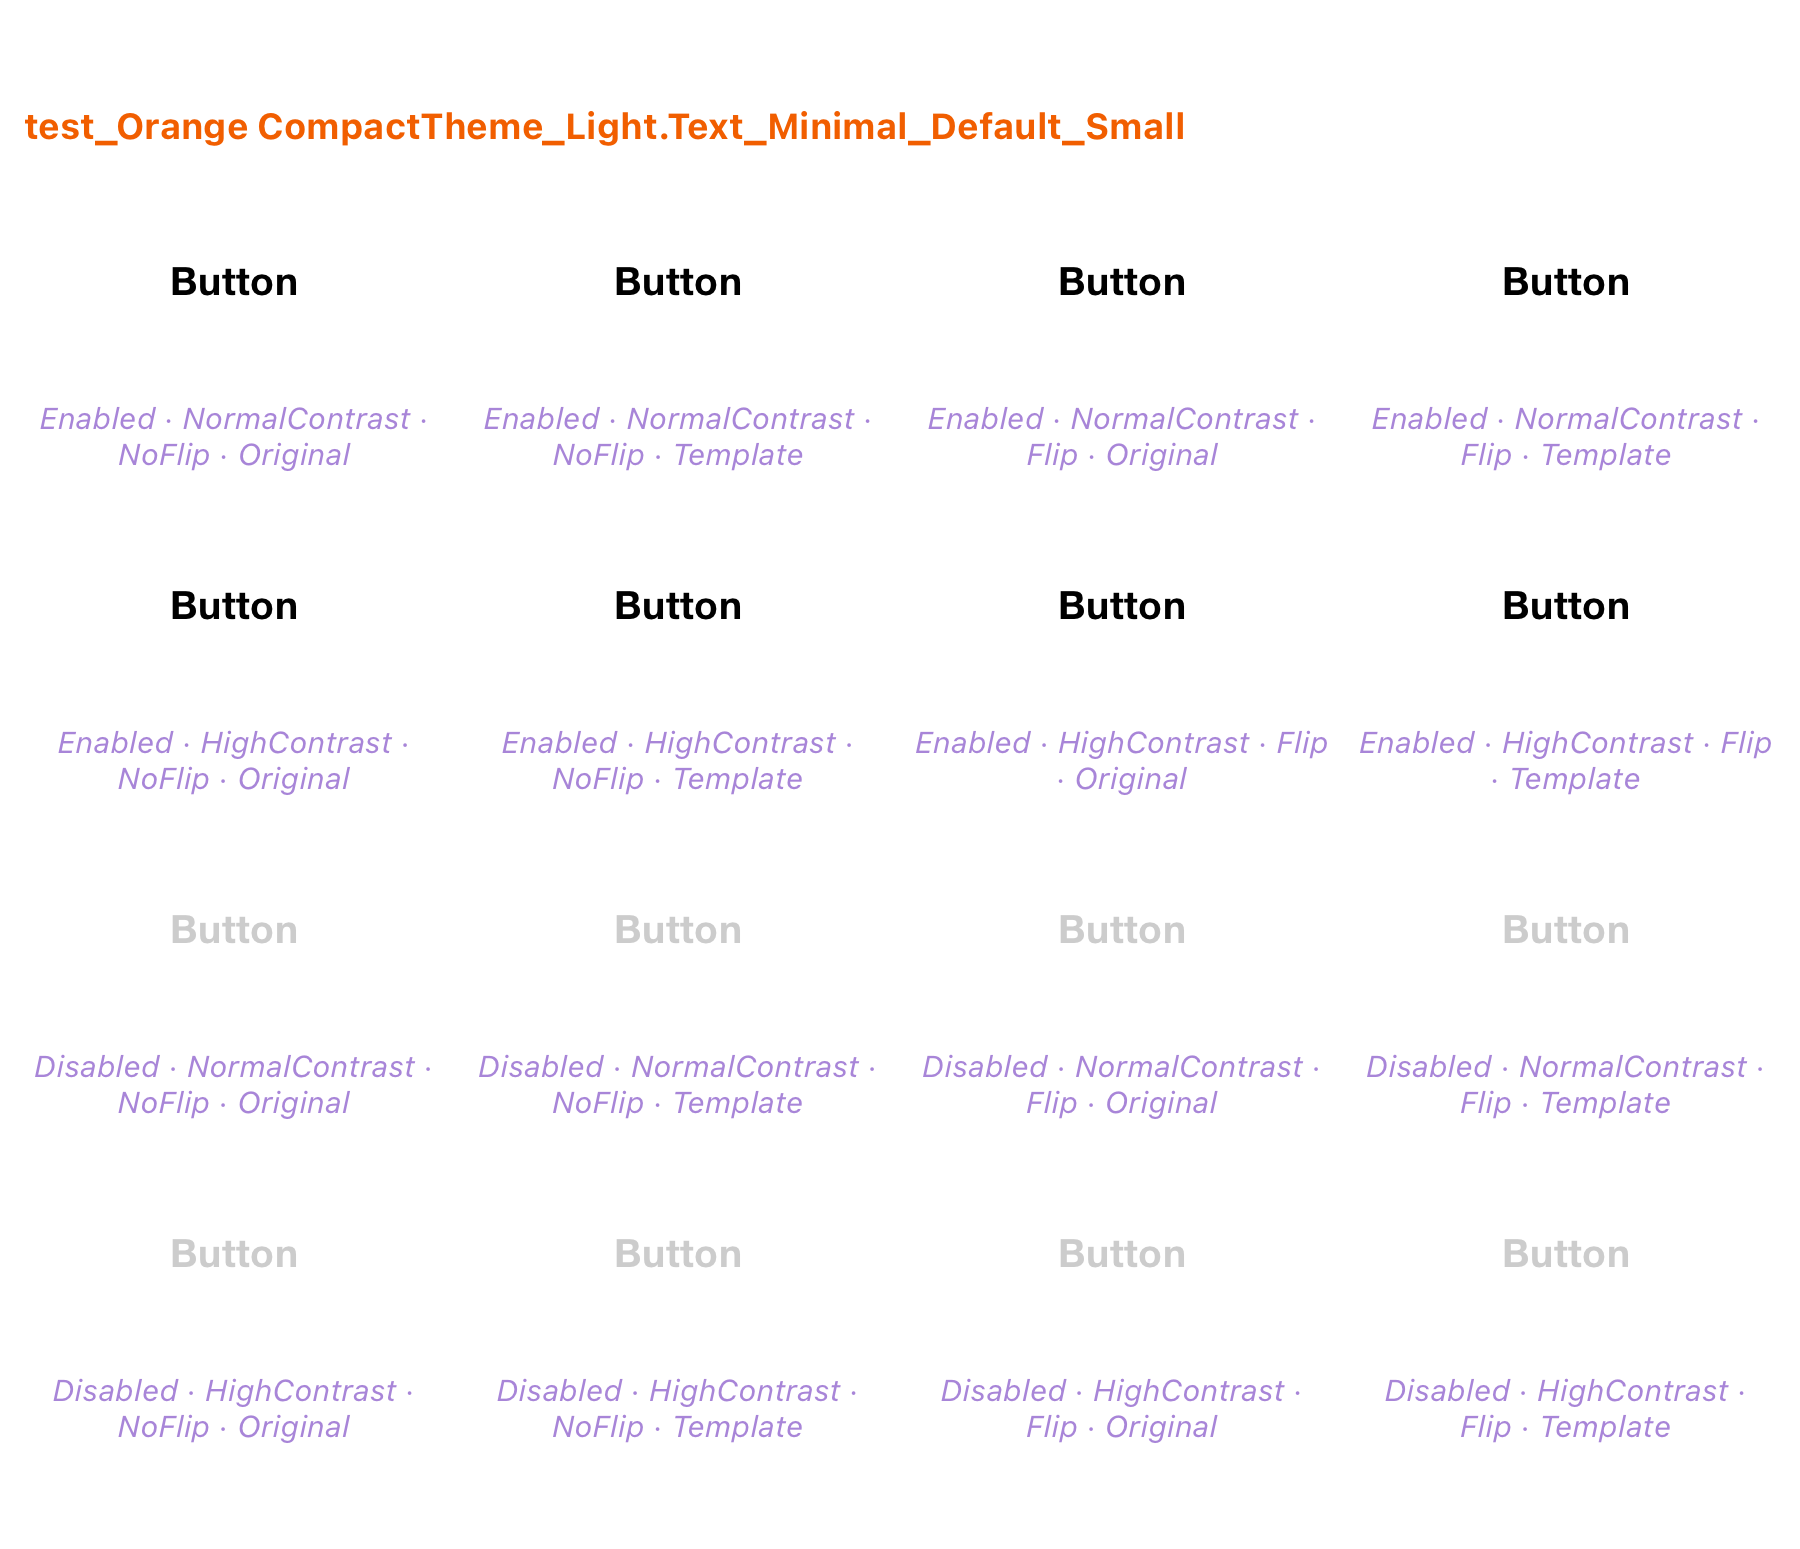 test_Orange CompactTheme_Light.Text_Minimal_Default_Small
Button Button Button Button
Enabled · NormalContrast · Enabled · NormalContrast · Enabled · NormalContrast · Enabled · NormalContrast ·
NoFlip · Original NoFlip · Template Flip · Original Flip · Template
Button Button Button Button
Enabled · HighContrast · Enabled · HighContrast · Enabled · HighContrast · Flip Enabled · HighContrast · Flip
NoFlip · Original NoFlip · Template · Original · Template
Button Button Button Button
Disabled · NormalContrast · Disabled · NormalContrast · Disabled · NormalContrast · Disabled · NormalContrast ·
NoFlip · Original NoFlip · Template Flip · Original Flip · Template
Button Button Button Button
Disabled · HighContrast · Disabled · HighContrast · Disabled · HighContrast · Disabled · HighContrast ·
NoFlip · Original NoFlip · Template Flip · Original Flip · Template